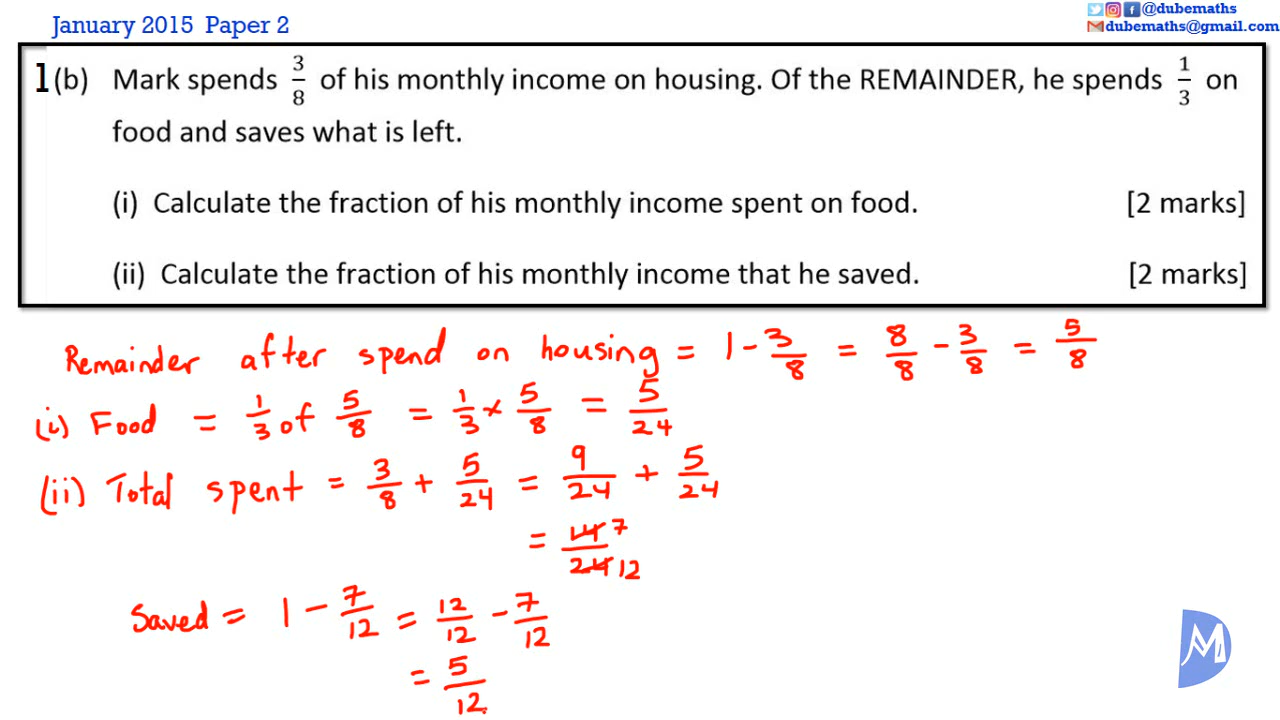 January 2015 Paper 2
@dubemaths
dubemaths@gmail.com
1(b) Mark spends 3/8 of his monthly income on housing. Of the REMAINDER, he spends 1/3 on
food and saves what is left.
(i) Calculate the fraction of his monthly income spent on food. [2 marks]
(ii) Calculate the fraction of his monthly income that he saved. [2 marks]
Remainder after spend on housing = 1 - 3/8 = 8/8 - 3/8 = 5/8
(i) Food = 1/3 of 5/8 = 1/3 × 5/8 = 5/24
(ii) Total spent = 3/8 + 5/24 = 9/24 + 5/24
= 14/24 7/12
Saved = 1 - 7/12 = 12/12 - 7/12
= 5/12
DM